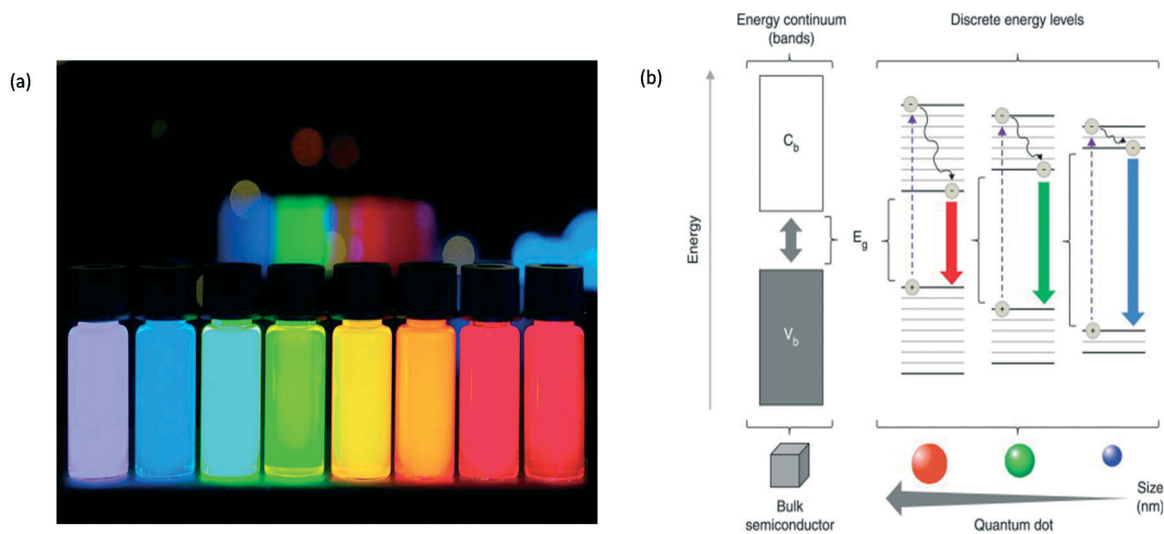 (a)
(b)
Energy continuum
(bands)
Discrete energy levels
Energy
C_b
V_b
E_g
Bulk
semiconductor
Quantum dot
Size
(nm)